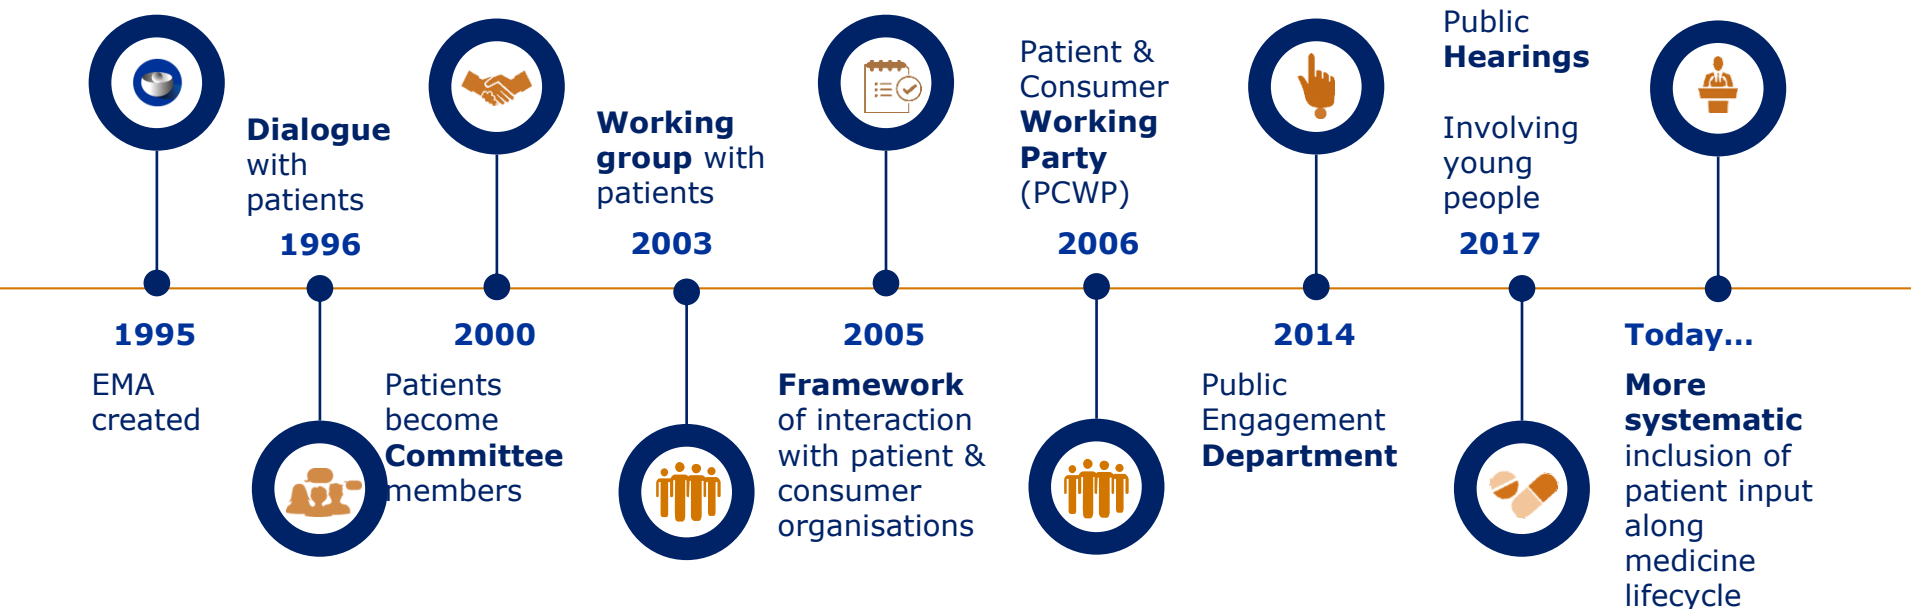 1995
EMA
created
Dialogue
with
patients
1996
2000
Patients
become
Committee
members
Working
group with
patients
2003
2005
Framework
of interaction
with patient &
consumer
organisations
Patient &
Consumer
Working
Party
(PCWP)
2006
2014
Public
Engagement
Department
Public
Hearings
Involving
young
people
2017
Today...
More
systematic
inclusion of
patient input
along
medicine
lifecycle